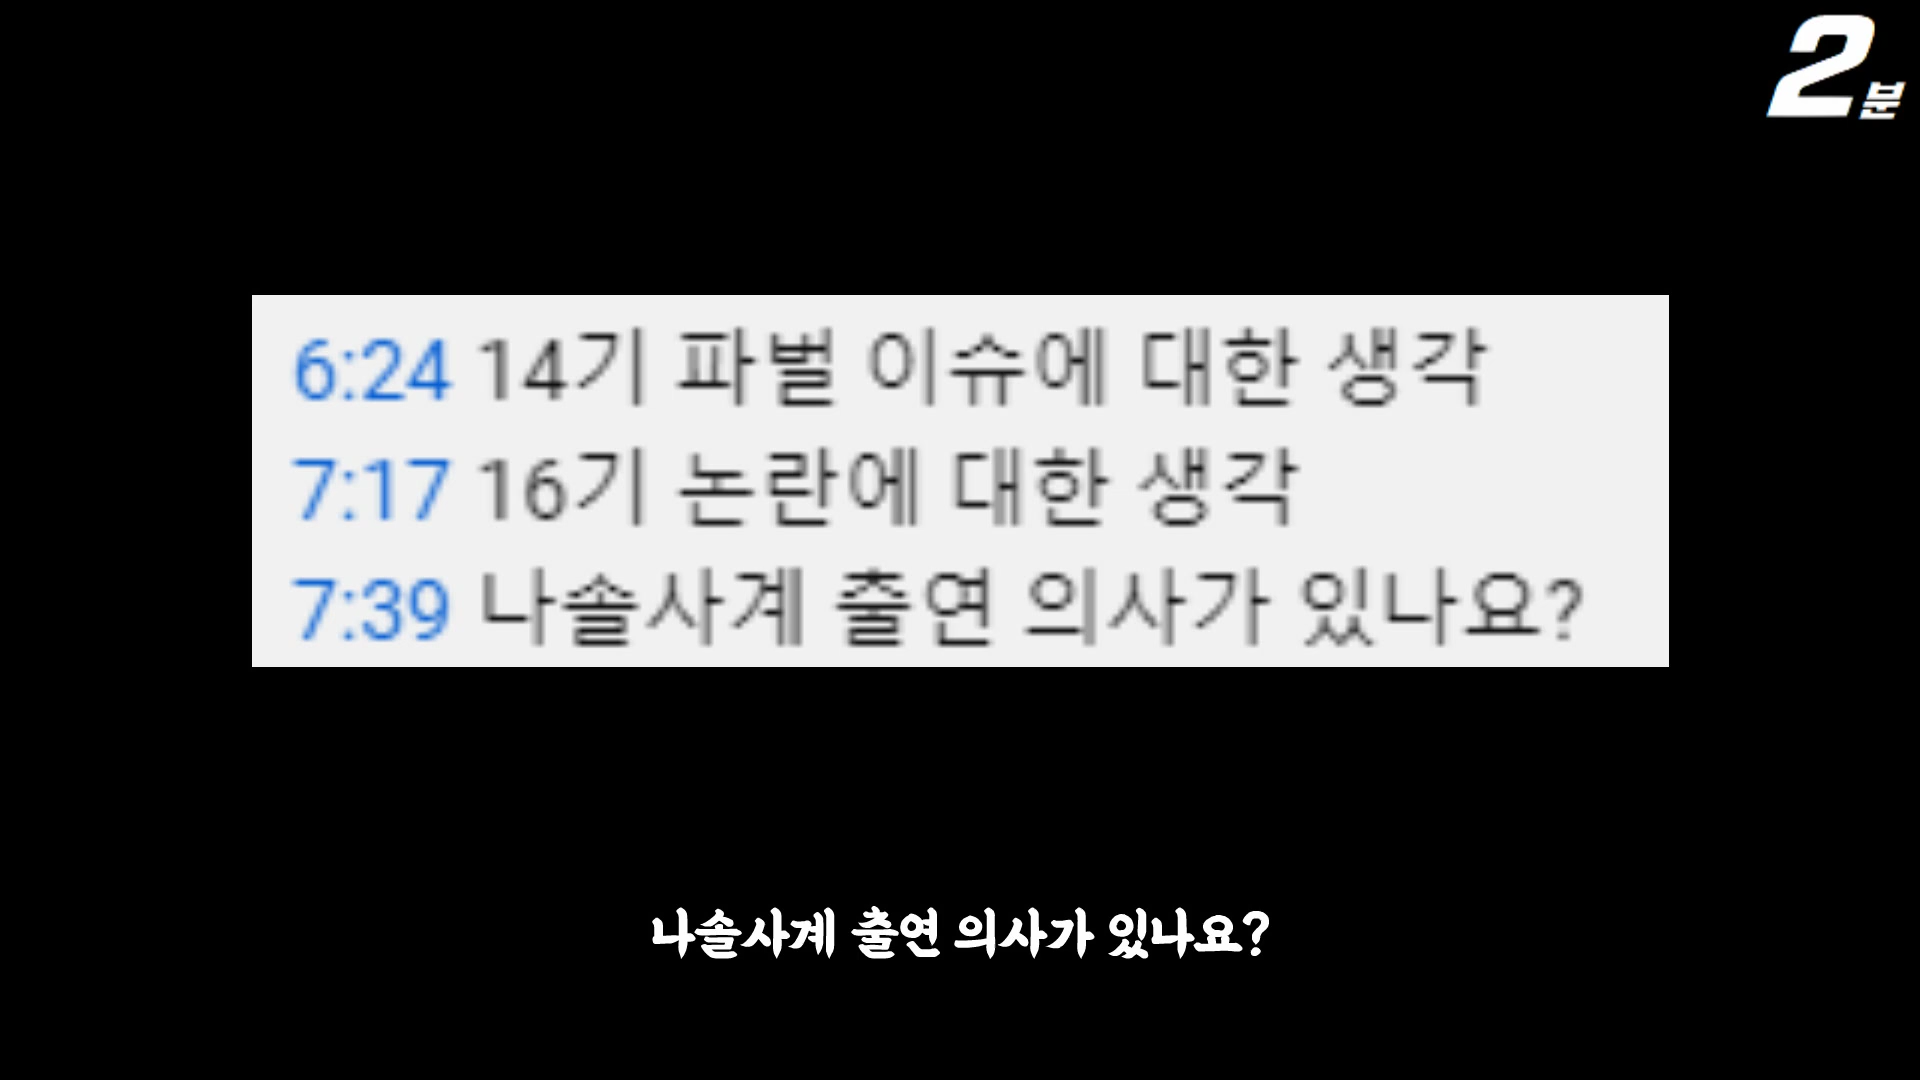 2분
6:24 14기 파벌 이슈에 대한 생각
7:17 16기 논란에 대한 생각
7:39 나솔사계 출연 의사가 있나요?
나솔사계 출연 의사가 있나요?